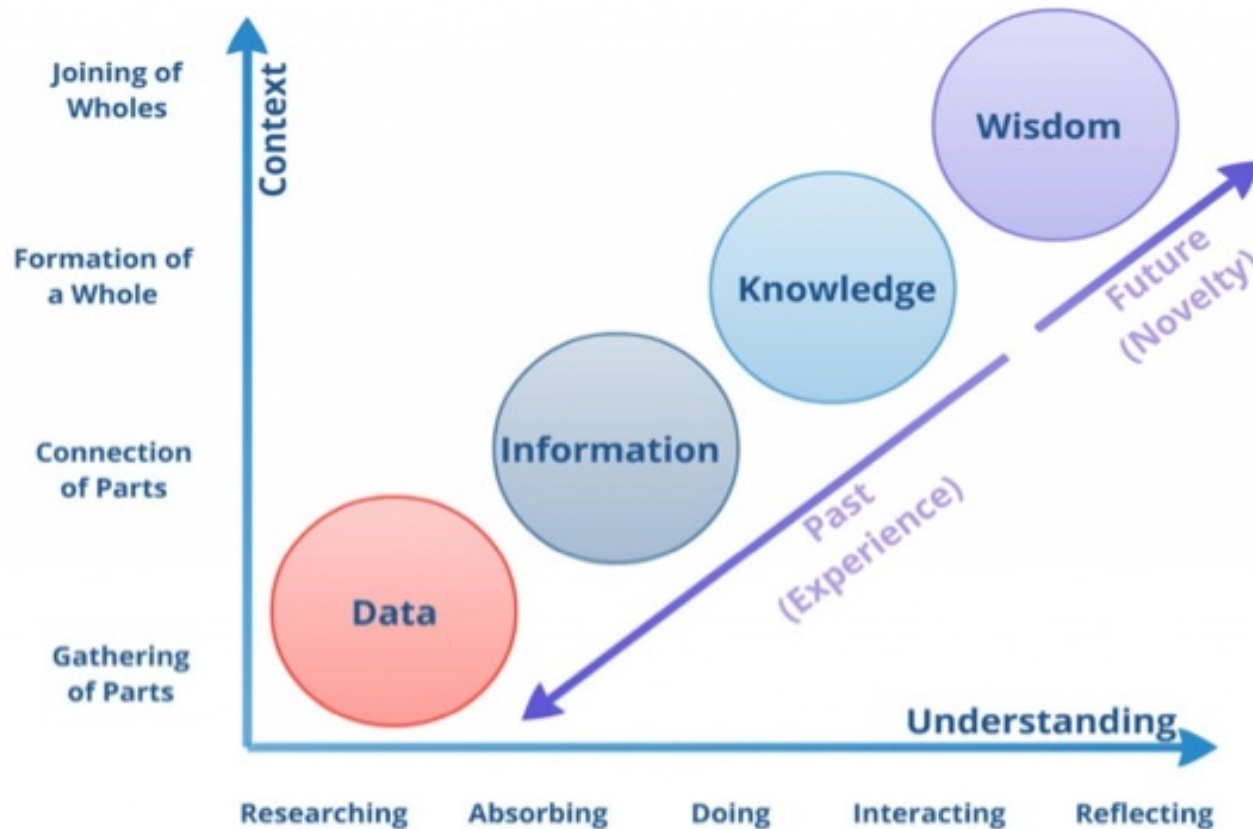 Joining of
Wholes
Context
Wisdom
Formation of
a Whole
Knowledge
Future
(Novelty)
Connection
of Parts
Information
Past
(Experience)
Data
Gathering
of Parts
Understanding
Researching Absorbing Doing Interacting Reflecting